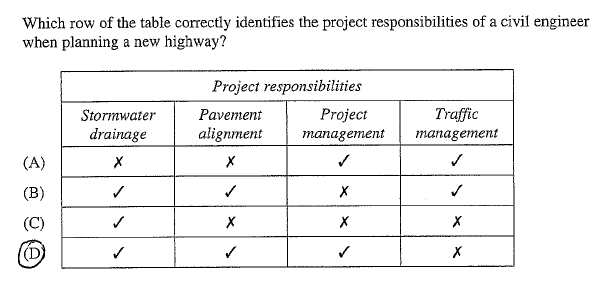 Which row of the table correctly identifies the project responsibilities of a civil engineer
when planning a new highway?
Project responsibilities
Stormwater drainage Pavement alignment Project management Traffic management
(A) ✗ ✗ ✓ ✓
(B) ✓ ✓ ✗ ✓
(C) ✓ ✗ ✗ ✗
(D) ✓ ✓ ✓ ✗